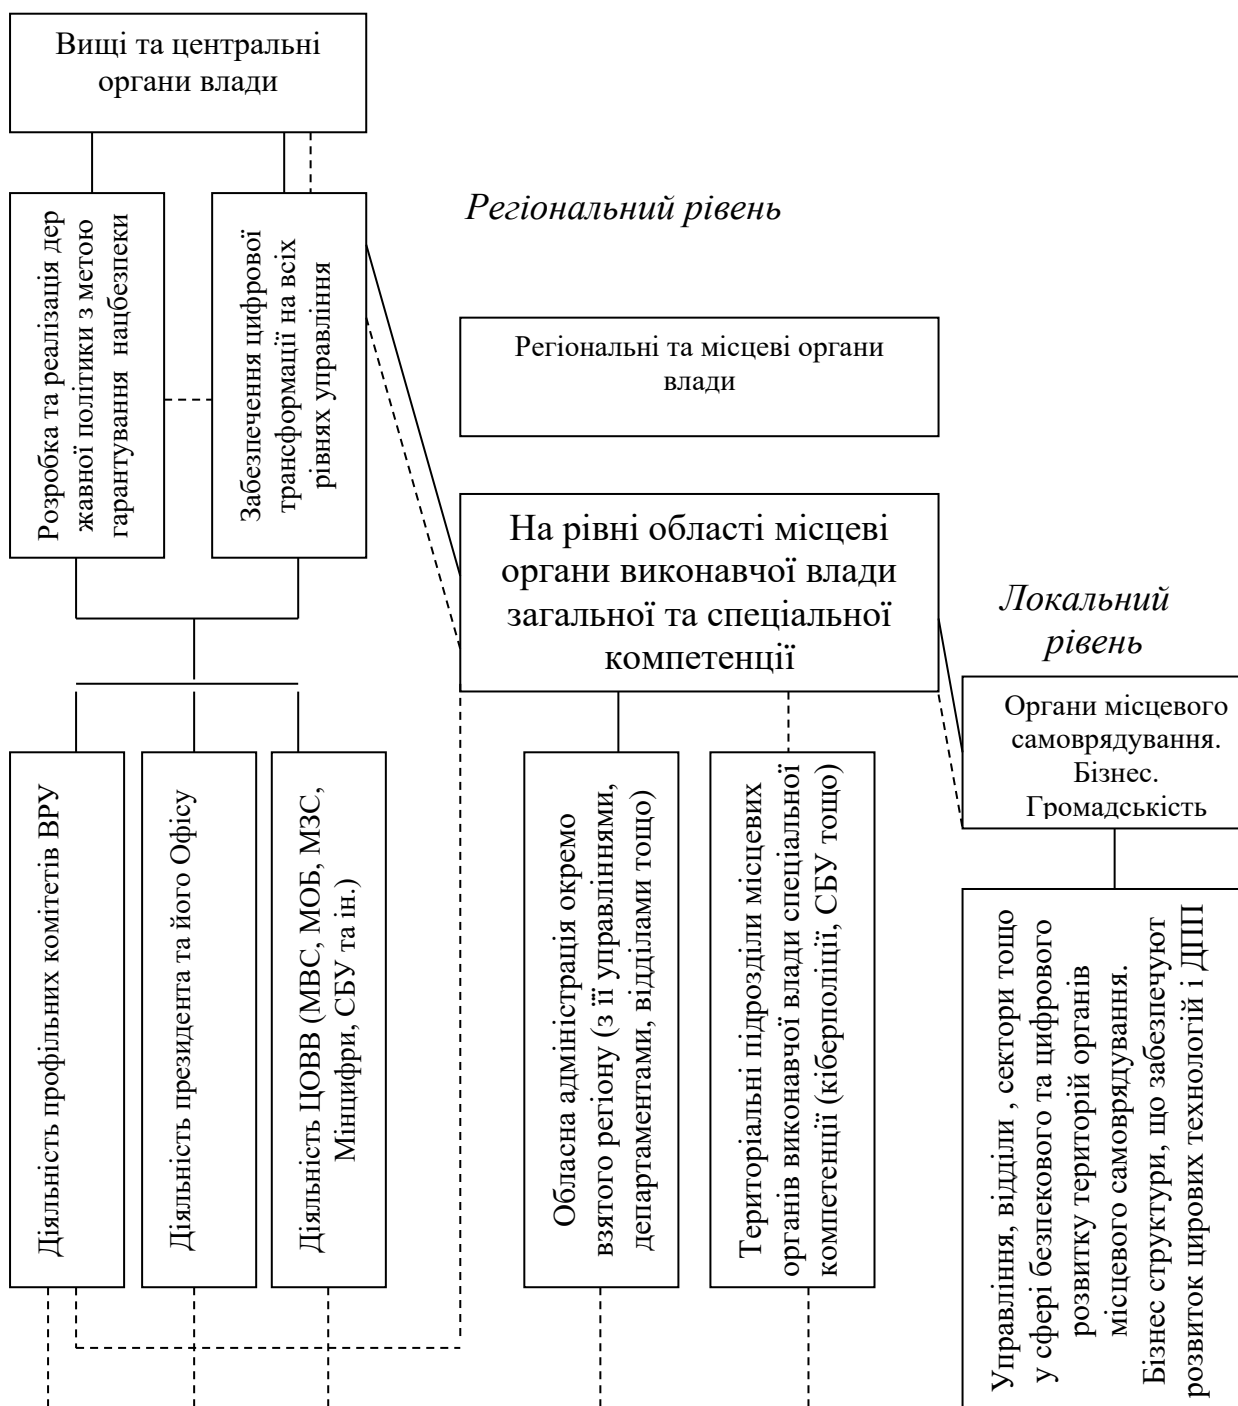 Вищі та центральні
органи влади
Розробка та реалізація дер
жавної політики з метою
гарантування нацбезпеки
Забезпечення цифрової
трансформації на всіх
рівнях управління
Регіональний рівень
Регіональні та місцеві органи
влади
На рівні області місцеві
органи виконавчої влади
загальної та спеціальної
компетенції
Локальний
рівень
Органи місцевого
самоврядування.
Бізнес.
Громадськість
Діяльність профільних комітетів ВРУ
Діяльність президента та його Офісу
Діяльність ЦОВВ (МВС, МОБ, МЗС,
Мінцифри, СБУ та ін.)
Обласна адміністрація окремо
взятого регіону (з її управліннями,
департаментами, відділами тощо)
Територіальні підрозділи місцевих
органів виконавчої влади спеціальної
компетенції (кіберполіції, СБУ тощо)
Управління, відділи , сектори тощо
у сфері безпекового та цифрового
розвитку територій органів
місцевого самоврядування.
Бізнес структури, що забезпечуют
розвиток цирових технологій і ДПП